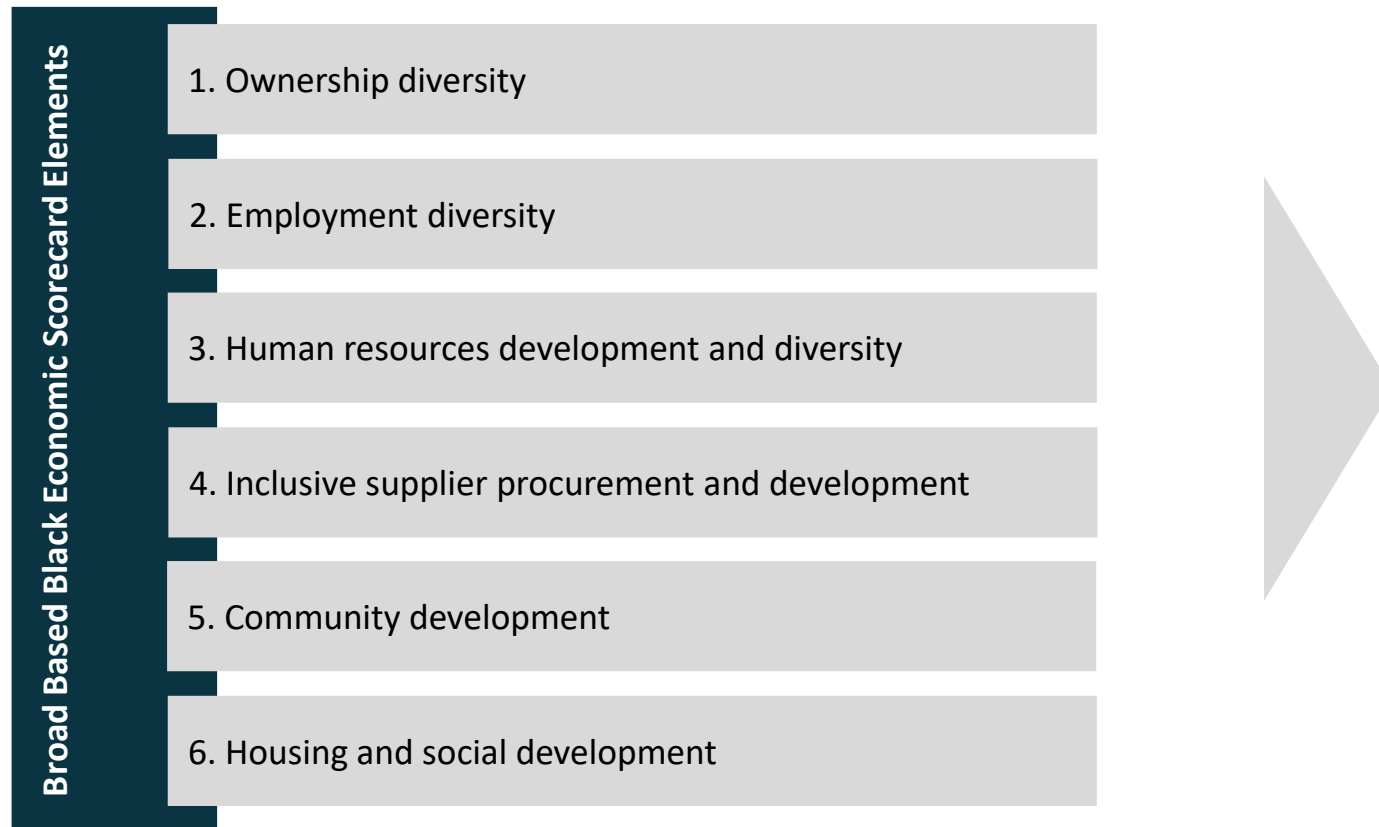 Broad Based Black Economic Scorecard Elements
1. Ownership diversity
2. Employment diversity
3. Human resources development and diversity
4. Inclusive supplier procurement and development
5. Community development
6. Housing and social development